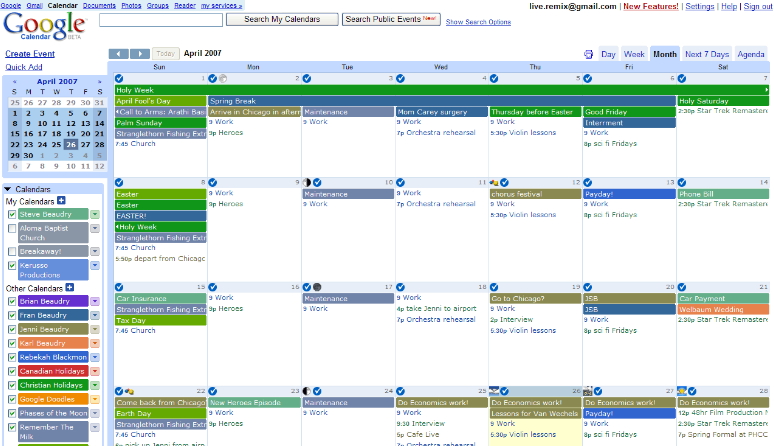 Google Gmail Calendar Documents Photos Groups Reader my services »
live.remix@gmail.com | New Features! | Settings | Help | Sign out
Google
Calendar BETA
Search My Calendars
Search Public Events New!
Show Search Options
Create Event
Quick Add
Today
April 2007
Day
Week
Month
Next 7 Days
Agenda
« April 2007 »
S M T W T F S
25 26 27 28 29 30 31
1 2 3 4 5 6 7
8 9 10 11 12 13 14
15 16 17 18 19 20 21
22 23 24 25 26 27 28
29 30 1 2 3 4 5
6 7 8 9 10 11 12
Calendars
My Calendars
Steve Beaudry
Aloma Baptist
Church
Breakaway!
Kerusso
Productions
Other Calendars
Brian Beaudry
Fran Beaudry
Jenni Beaudry
Karl Beaudry
Rebekah Blackmon
Canadian Holidays
Christian Holidays
Google Doodles
Phases of the Moon
Remember The
Milk
Sun Mon Tue Wed Thu Fri Sat
1 2 3 4 5 6 7
Holy Week
April Fool's Day
Spring Break
Holy Saturday
Call to Arms: Arathi Basi
Arrive in Chicago in aftern
Maintenance
Mom Carey surgery
Thursday before Easter
Good Friday
2:30p Star Trek Remastere
Palm Sunday
9 Work
9 Work
9 Work
9 Work
Internment
Stranglethorn Fishing Extr
9p Heroes
7p Orchestra rehearsal
5:30p Violin lessons
9 Work
7:45 Church
8p sci fi Fridays
8 9 10 11 12 13 14
Easter
9 Work
Maintenance
9 Work
chorus festival
Payday!
Phone Bill
Easter
9p Heroes
9 Work
7p Orchestra rehearsal
9 Work
9 Work
2:30p Star Trek Remastere
EASTER!
5:30p Violin lessons
8p sci fi Fridays
Holy Week
Stranglethorn Fishing Extr
7:45 Church
5:50p depart from Chicago
15 16 17 18 19 20 21
Car Insurance
9 Work
Maintenance
9 Work
Go to Chicago?
JSB
Car Payment
Stranglethorn Fishing Extr
9p Heroes
9 Work
4p take Jenni to airport
9 Work
JSB
Welbaum Wedding
Tax Day
7p Orchestra rehearsal
2p Interview
9 Work
2:30p Star Trek Remastere
7:45 Church
5:30p Violin lessons
8p sci fi Fridays
22 23 24 25 26 27 28
Come back from Chicago
New Heroes Episode
Maintenance
Do Economics work!
Do Economics work!
Do Economics work!
Do Economics work!
Earth Day
9 Work
9 Work
9 Work
Lessons for Van Wechols
Payday!
12p 48hr Film Production M
Stranglethorn Fishing Extr
9p Heroes
9:30 Interview
9 Work
9 Work
2:30p Star Trek Remastere
7:45 Church
5p Cafe Live
5:30p Violin lessons
8p sci fi Fridays
7p Spring Formal at PHCC
7p Orchestra rehearsal